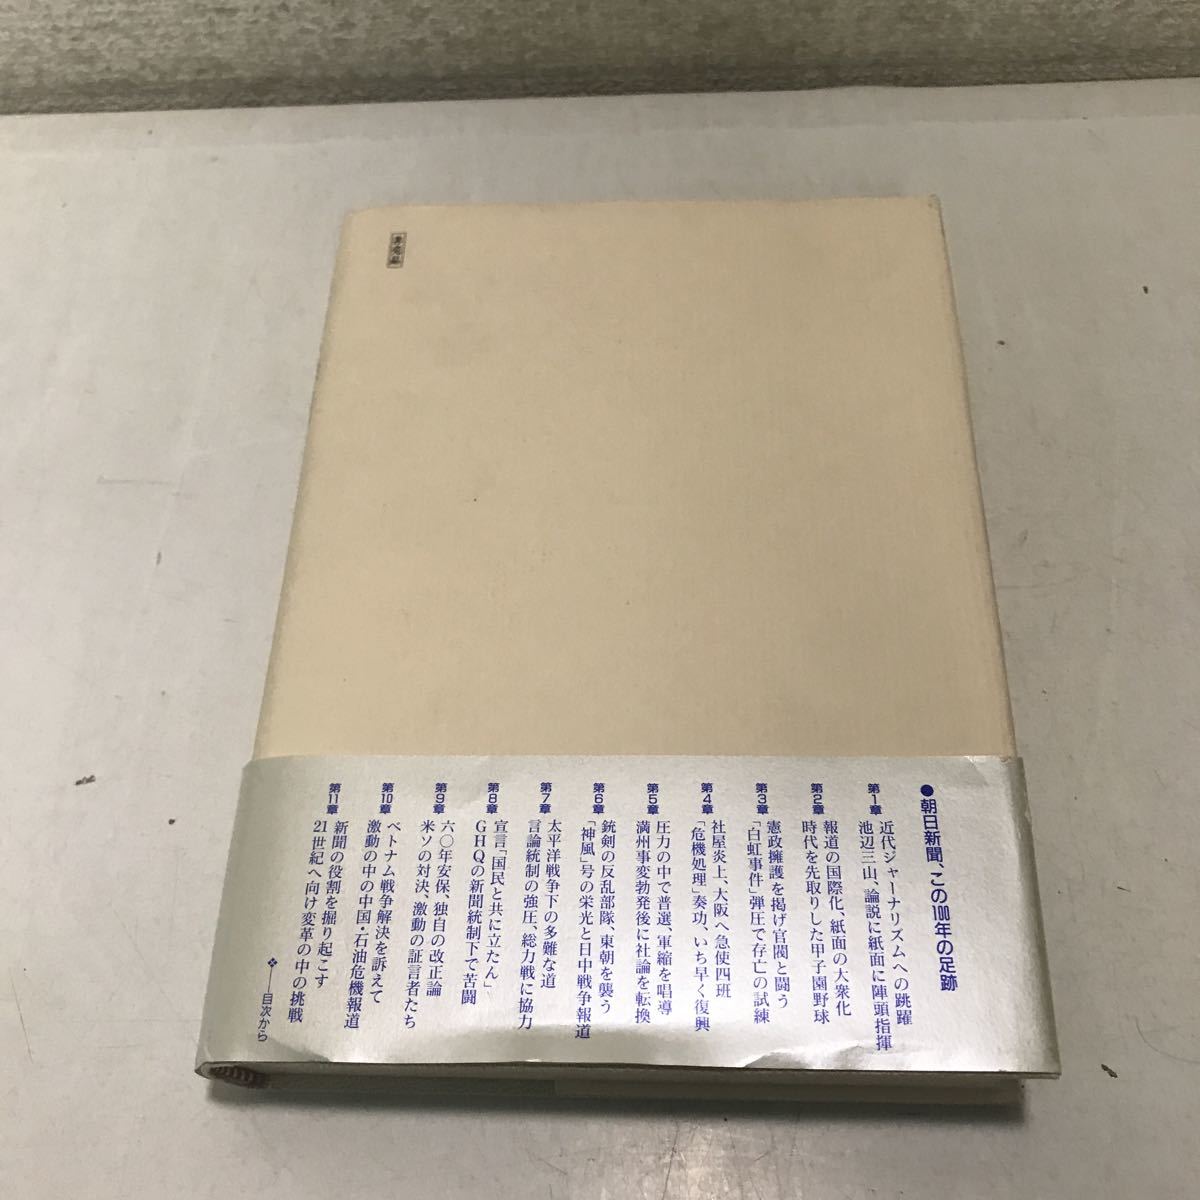 非売品
●朝日新聞、この100年の足跡
第1章
近代ジャーナリズムへの跳躍
池辺三山、論説に紙面に陣頭指揮
第2章
報道の国際化、紙面の大衆化
時代を先取りした甲子園野球
第3章
憲政擁護を掲げ官閥と闘う
「白虹事件」弾圧で存亡の試練
第4章
社屋炎上、大阪へ急使四班
「危機処理」奏功、いち早く復興
第5章
圧力の中で普選、軍縮を唱導
満州事変勃発後に社論を転換
第6章
銃剣の反乱部隊、東朝を襲う
「神風」号の栄光と日中戦争報道
第7章
太平洋戦争下の多難な道
言論統制の強圧、総力戦に協力
第8章
宣言「国民と共に立たん」
GHQの新聞統制下で苦闘
第9章
六〇年安保、独自の改正論
米ソの対決、激動の証言者たち
第10章
ベトナム戦争解決を訴えて
激動の中の中国・石油危機報道
第11章
新聞の役割を掘り起こす
21世紀へ向け変革の中の挑戦
❖――目次から